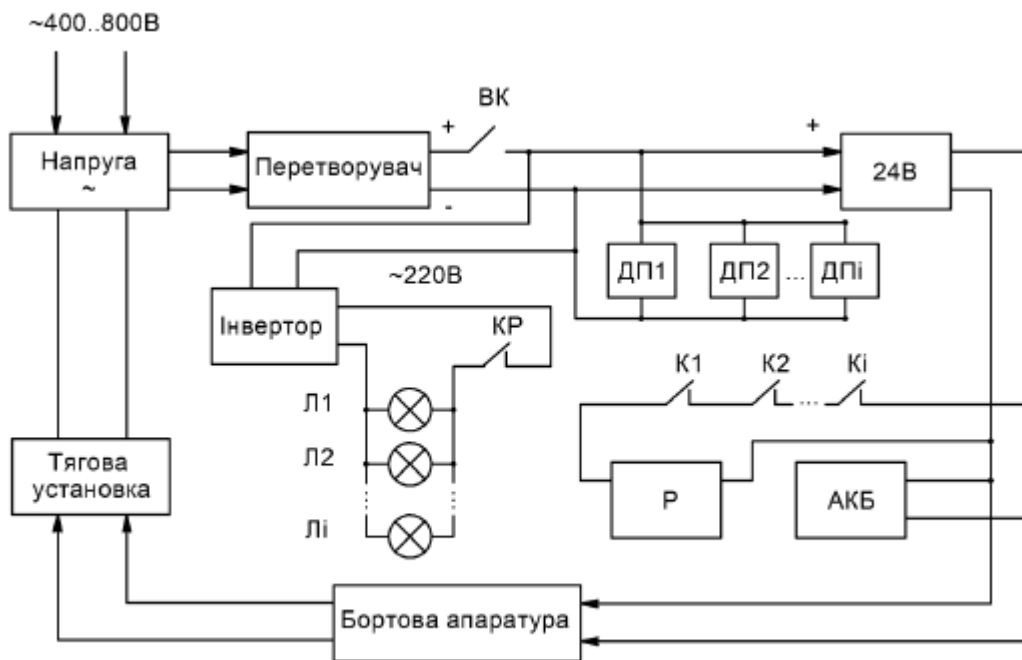 ~400..800В
ВК
+
+
Напруга
~
Перетворувач
24В
-
ДП1
ДП2
...
ДПі
~220В
Інвертор
КР
К1
К2
...
Кі
Л1
Л2
Лі
Тягова
установка
Р
АКБ
Бортова апаратура